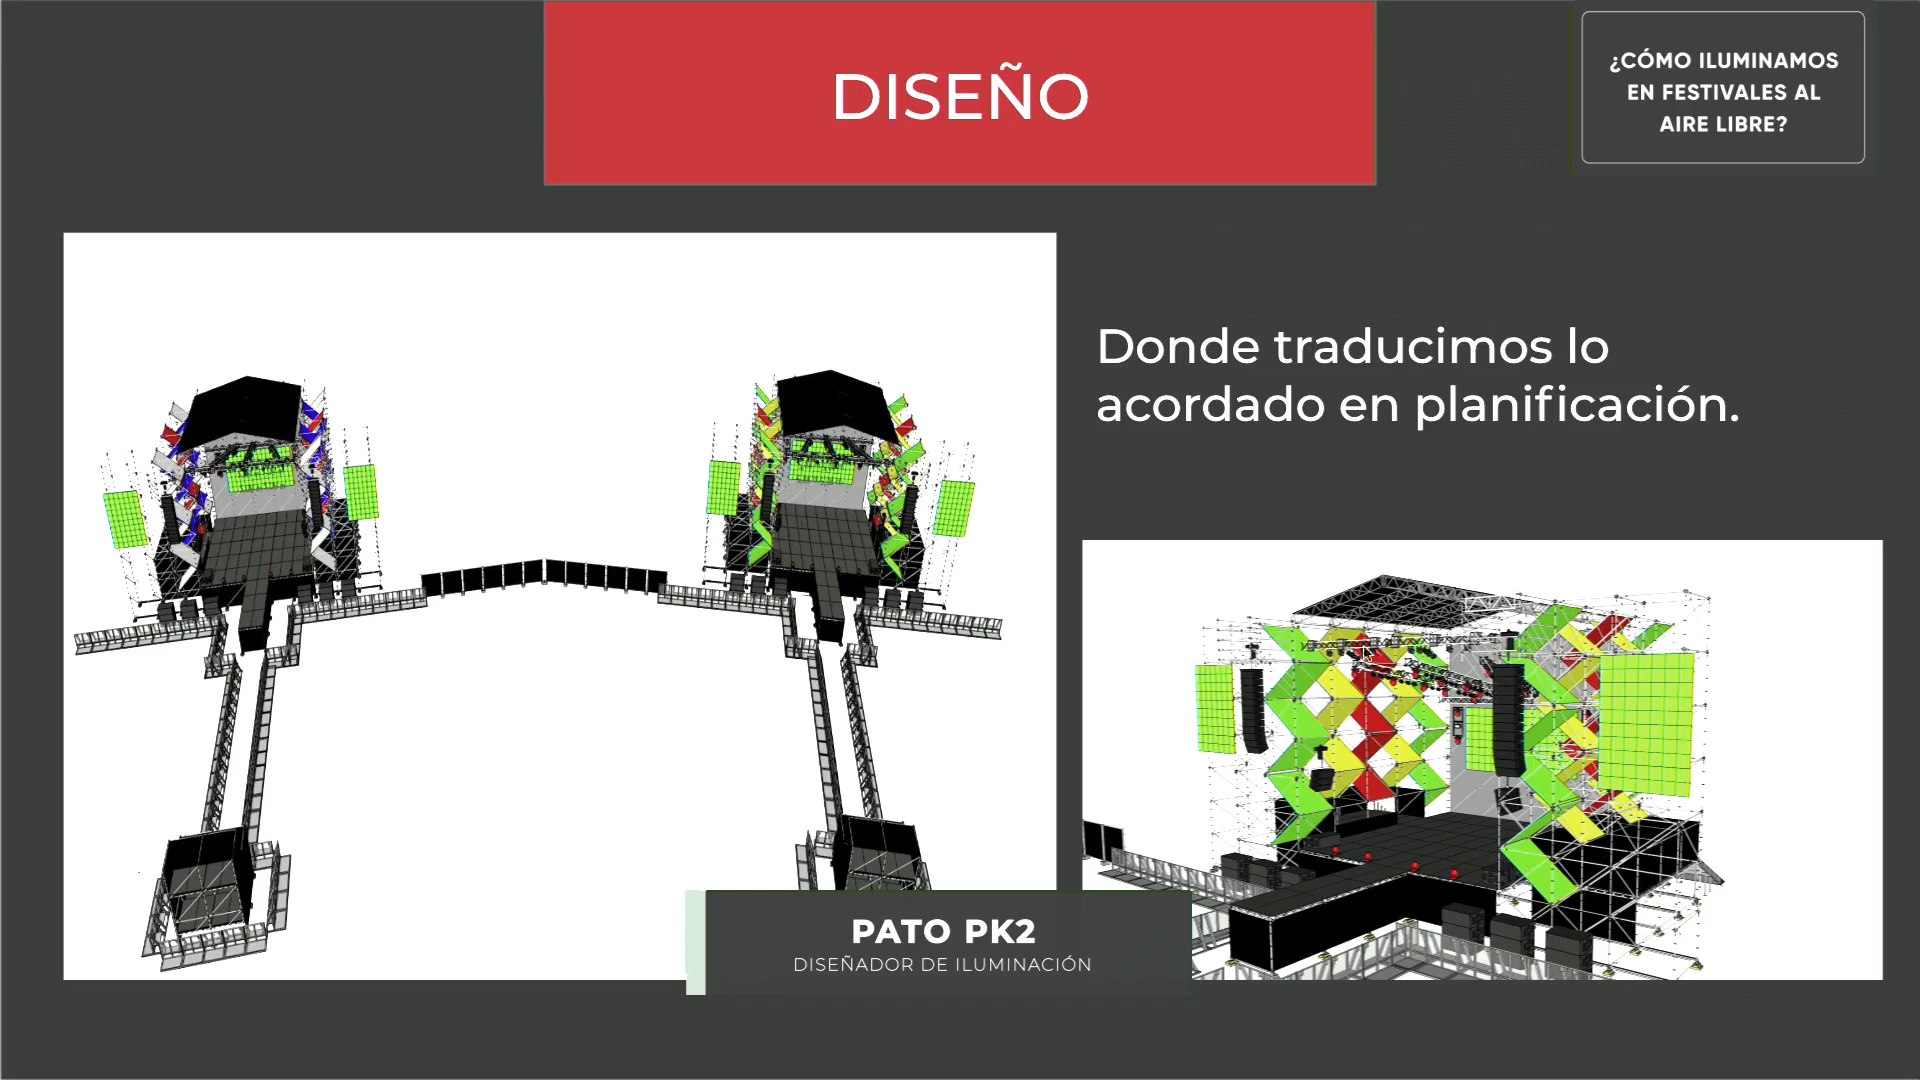 DISEÑO
¿CÓMO ILUMINAMOS
EN FESTIVALES AL
AIRE LIBRE?
Donde traducimos lo
acordado en planificación.
PATO PK2
DISEÑADOR DE ILUMINACIÓN